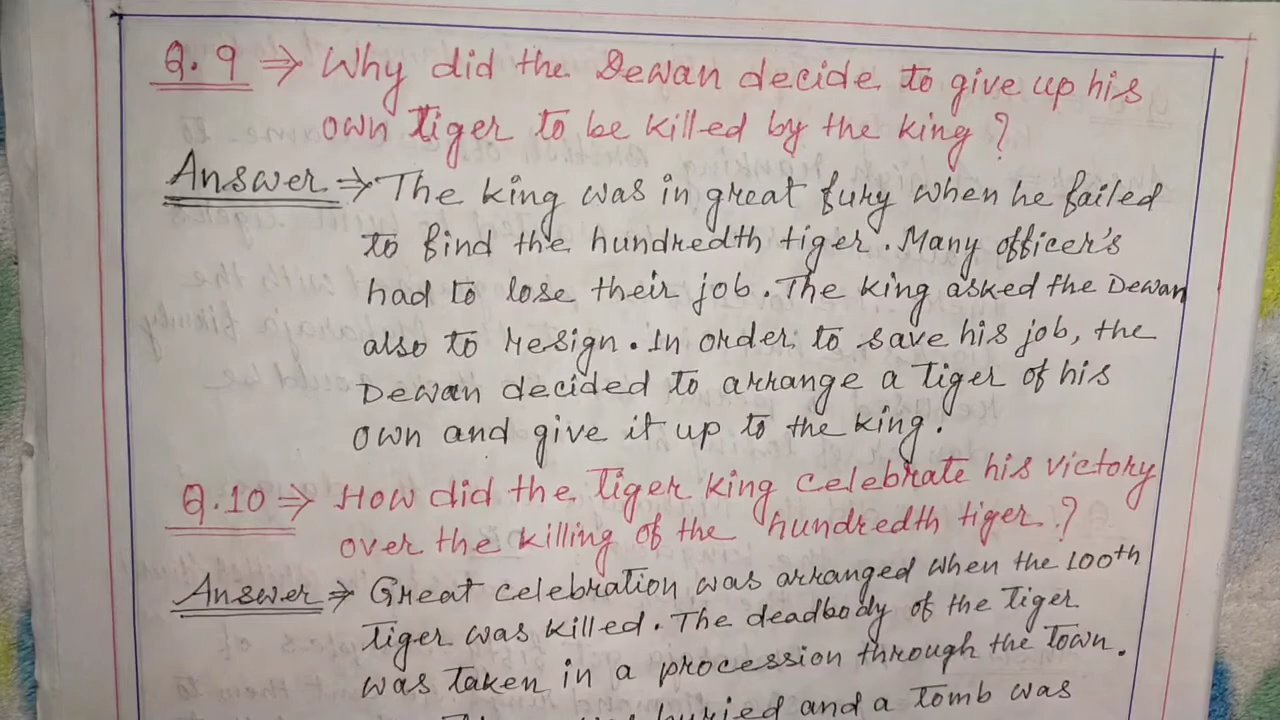 Q.9 ⇒ Why did the Dewan decide to give up his
own tiger to be killed by the king ?
Answer ⇒ The king was in great fury when he failed
to find the hundredth tiger. Many officer's
had to lose their job. The king asked the Dewan
also to resign. In order to save his job, the
Dewan decided to arrange a tiger of his
own and give it up to the king.
Q.10 ⇒ How did the Tiger king celebrate his victory
over the killing of the hundredth tiger ?
Answer ⇒ Great celebration was arranged when the 100th
tiger was killed. The deadbody of the tiger
was taken in a procession through the town.
buried and a tomb was